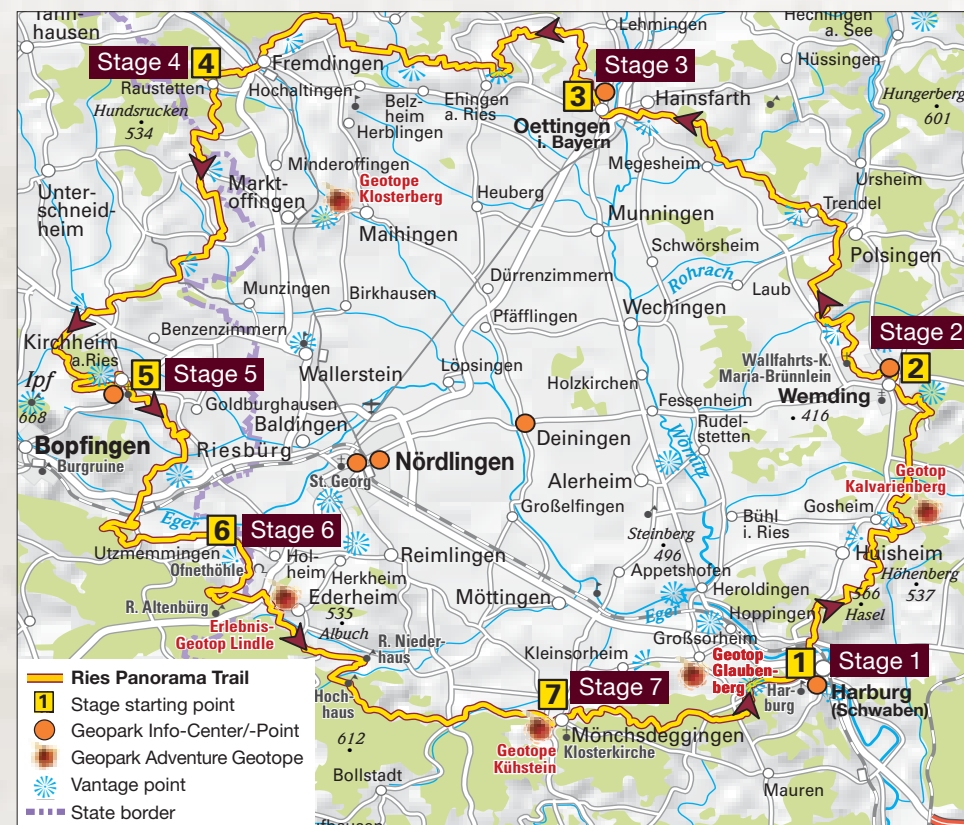 Tann-
hausen
Lehmingen
Hechlingen
a. See
Stage 4
4
Fremdingen
Stage 3
Hüssingen
Raustetten
Hochaltingen
3
Hainsfarth
Hundsrucken
534
Belz-
heim
Ehingen
a. Ries
Hungerberg
601
Herblingen
Oettingen
i. Bayern
Minderoffingen
Megesheim
Ursheim
Unter-
schneid-
heim
Markt-
offingen
Geotope
Klosterberg
Heuberg
Trendel
Munningen
Maihingen
Schwörsheim
Polsingen
Rohrach
Dürrenzimmern
Laub
Munzingen
Birkhausen
Wechingen
Pfäfflingen
Kirchheim
a.Ries
Benzenzimmern
Stage 2
Wallfahrts-K.
Maria-Brünnlein
2
5
Stage 5
Wallerstein
Löpsingen
Holzkirchen
Wemding
Ipf
668
Goldburghausen
Fessenheim
416
Baldingen
Rudel-
stetten
Deiningen
Bopfingen
Burgruine
Riesbürg
Wörnitz
St. Georg
Nördlingen
Geotop
Kalvarienberg
Alerheim
Großelfingen
Gosheim
Eger
6
Stage 6
Bühl
i. Ries
Steinberg
496
Utzmemmingen
Ofnethöhle
Hol-
heim
Reimlingen
Huisheim
Herkheim
Appetshofen
Höhenberg
537
Ederheim
Möttingen
Heroldingen
566
Hasel
R. Altenbürg
535
Albuch
Eger
Hoppingen
Erlebnis-
Geotop Lindle
R. Nieder-
haus
Großsorheim
Kleinsorheim
Geotop
Glauben-
berg
1
Stage 1
Hoch-
haus
7
Stage 7
Har-
burg
Harburg
(Schwaben)
612
Geotope
Kühstein
Mönchsdeggingen
Klosterkirche
Bollstadt
Mauren
Ries Panorama Trail
1
Stage starting point
Geopark Info-Center/-Point
Geopark Adventure Geotope
Vantage point
State border